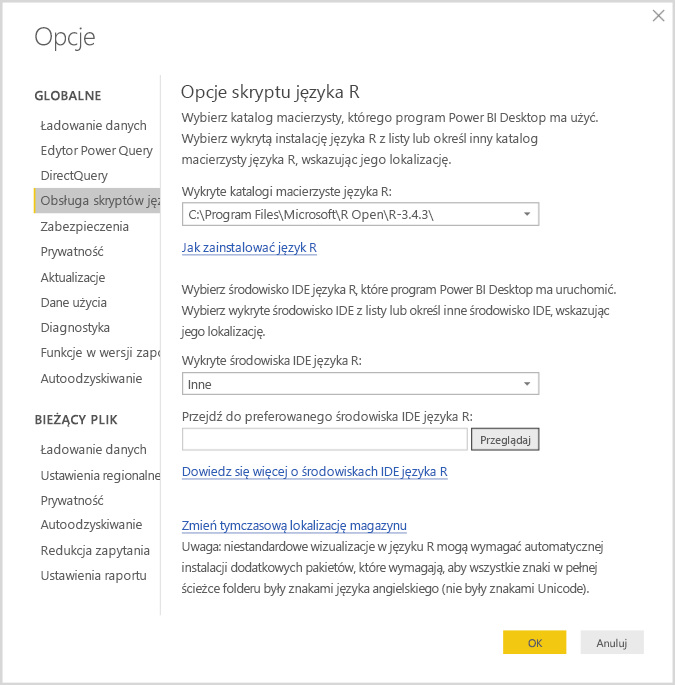 Opcje
GLOBALNE
Ładowanie danych
Edytor Power Query
DirectQuery
Obsługa skryptów jęz
Zabezpieczenia
Prywatność
Aktualizacje
Dane użycia
Diagnostyka
Funkcje w wersji zapo
Autoodzyskiwanie
BIEŻĄCY PLIK
Ładowanie danych
Ustawienia regionalne
Prywatność
Autoodzyskiwanie
Redukcja zapytania
Ustawienia raportu
Opcje skryptu języka R
Wybierz katalog macierzysty, którego program Power BI Desktop ma użyć.
Wybierz wykrytą instalację języka R z listy lub określ inny katalog
macierzysty języka R, wskazując jego lokalizację.
Wykryte katalogi macierzyste języka R:
C:\Program Files\Microsoft\R Open\R-3.4.3\
Jak zainstalować język R
Wybierz środowisko IDE języka R, które program Power BI Desktop ma uruchomić.
Wybierz wykryte środowisko IDE z listy lub określ inne środowisko IDE, wskazując
jego lokalizację.
Wykryte środowiska IDE języka R:
Inne
Przejdź do preferowanego środowiska IDE języka R:
Przeglądaj
Dowiedz się więcej o środowiskach IDE języka R
Zmień tymczasową lokalizację magazynu
Uwaga: niestandardowe wizualizacje w języku R mogą wymagać automatycznej
instalacji dodatkowych pakietów, które wymagają, aby wszystkie znaki w pełnej
ścieżce folderu były znakami języka angielskiego (nie były znakami Unicode).
OK
Anuluj